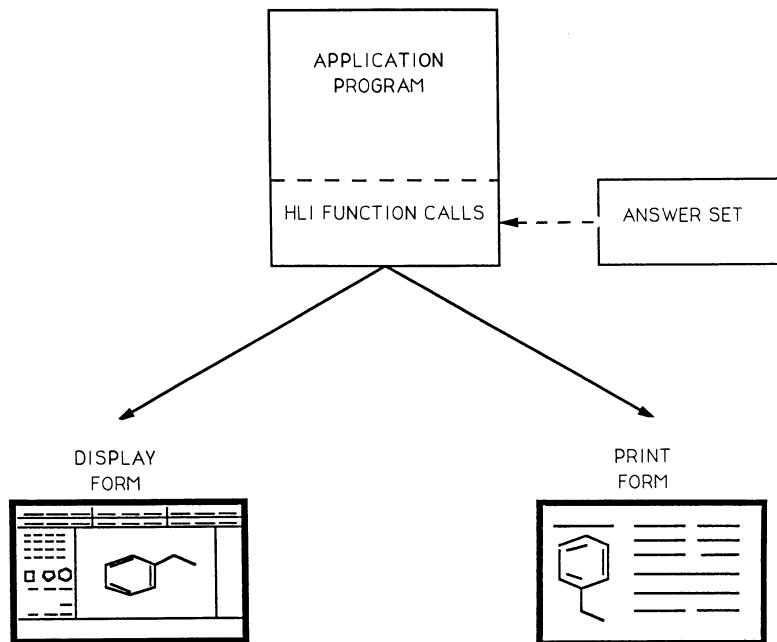 APPLICATION
PROGRAM
HLI FUNCTION CALLS
ANSWER SET
DISPLAY
FORM
PRINT
FORM